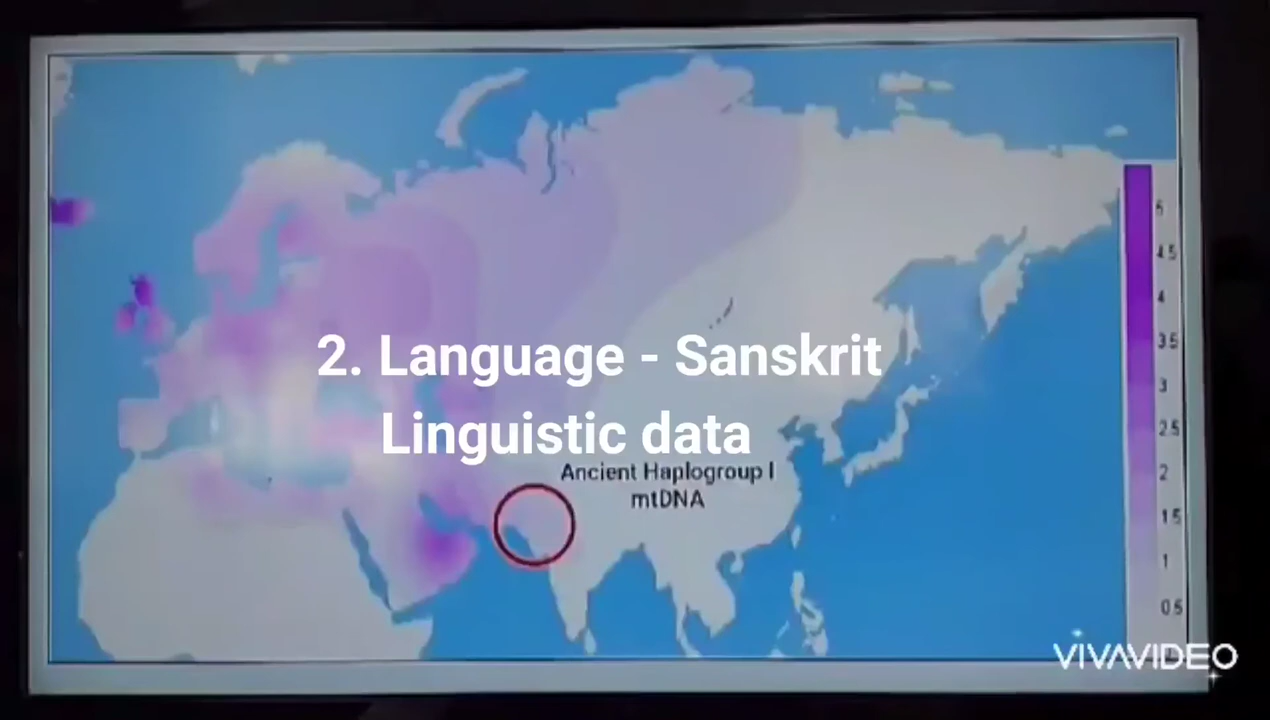 2. Language - Sanskrit
Linguistic data
Ancient Haplogroup I
mtDNA
5
4.5
4
3.5
3
2.5
2
1.5
1
0.5
VIVAVIDEO